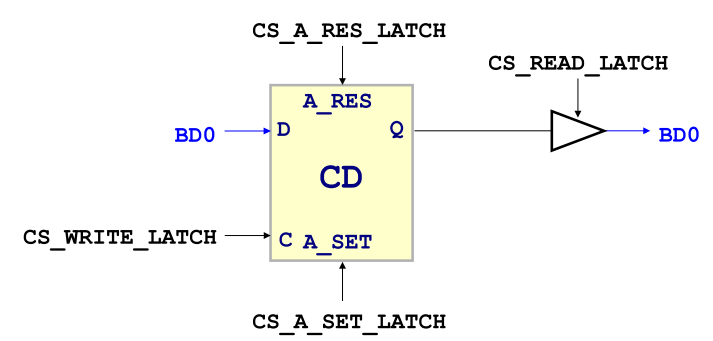 CS_A_RES_LATCH
CS_READ_LATCH
A_RES
BD0
D
Q
BD0
CD
CS_WRITE_LATCH
C
A_SET
CS_A_SET_LATCH